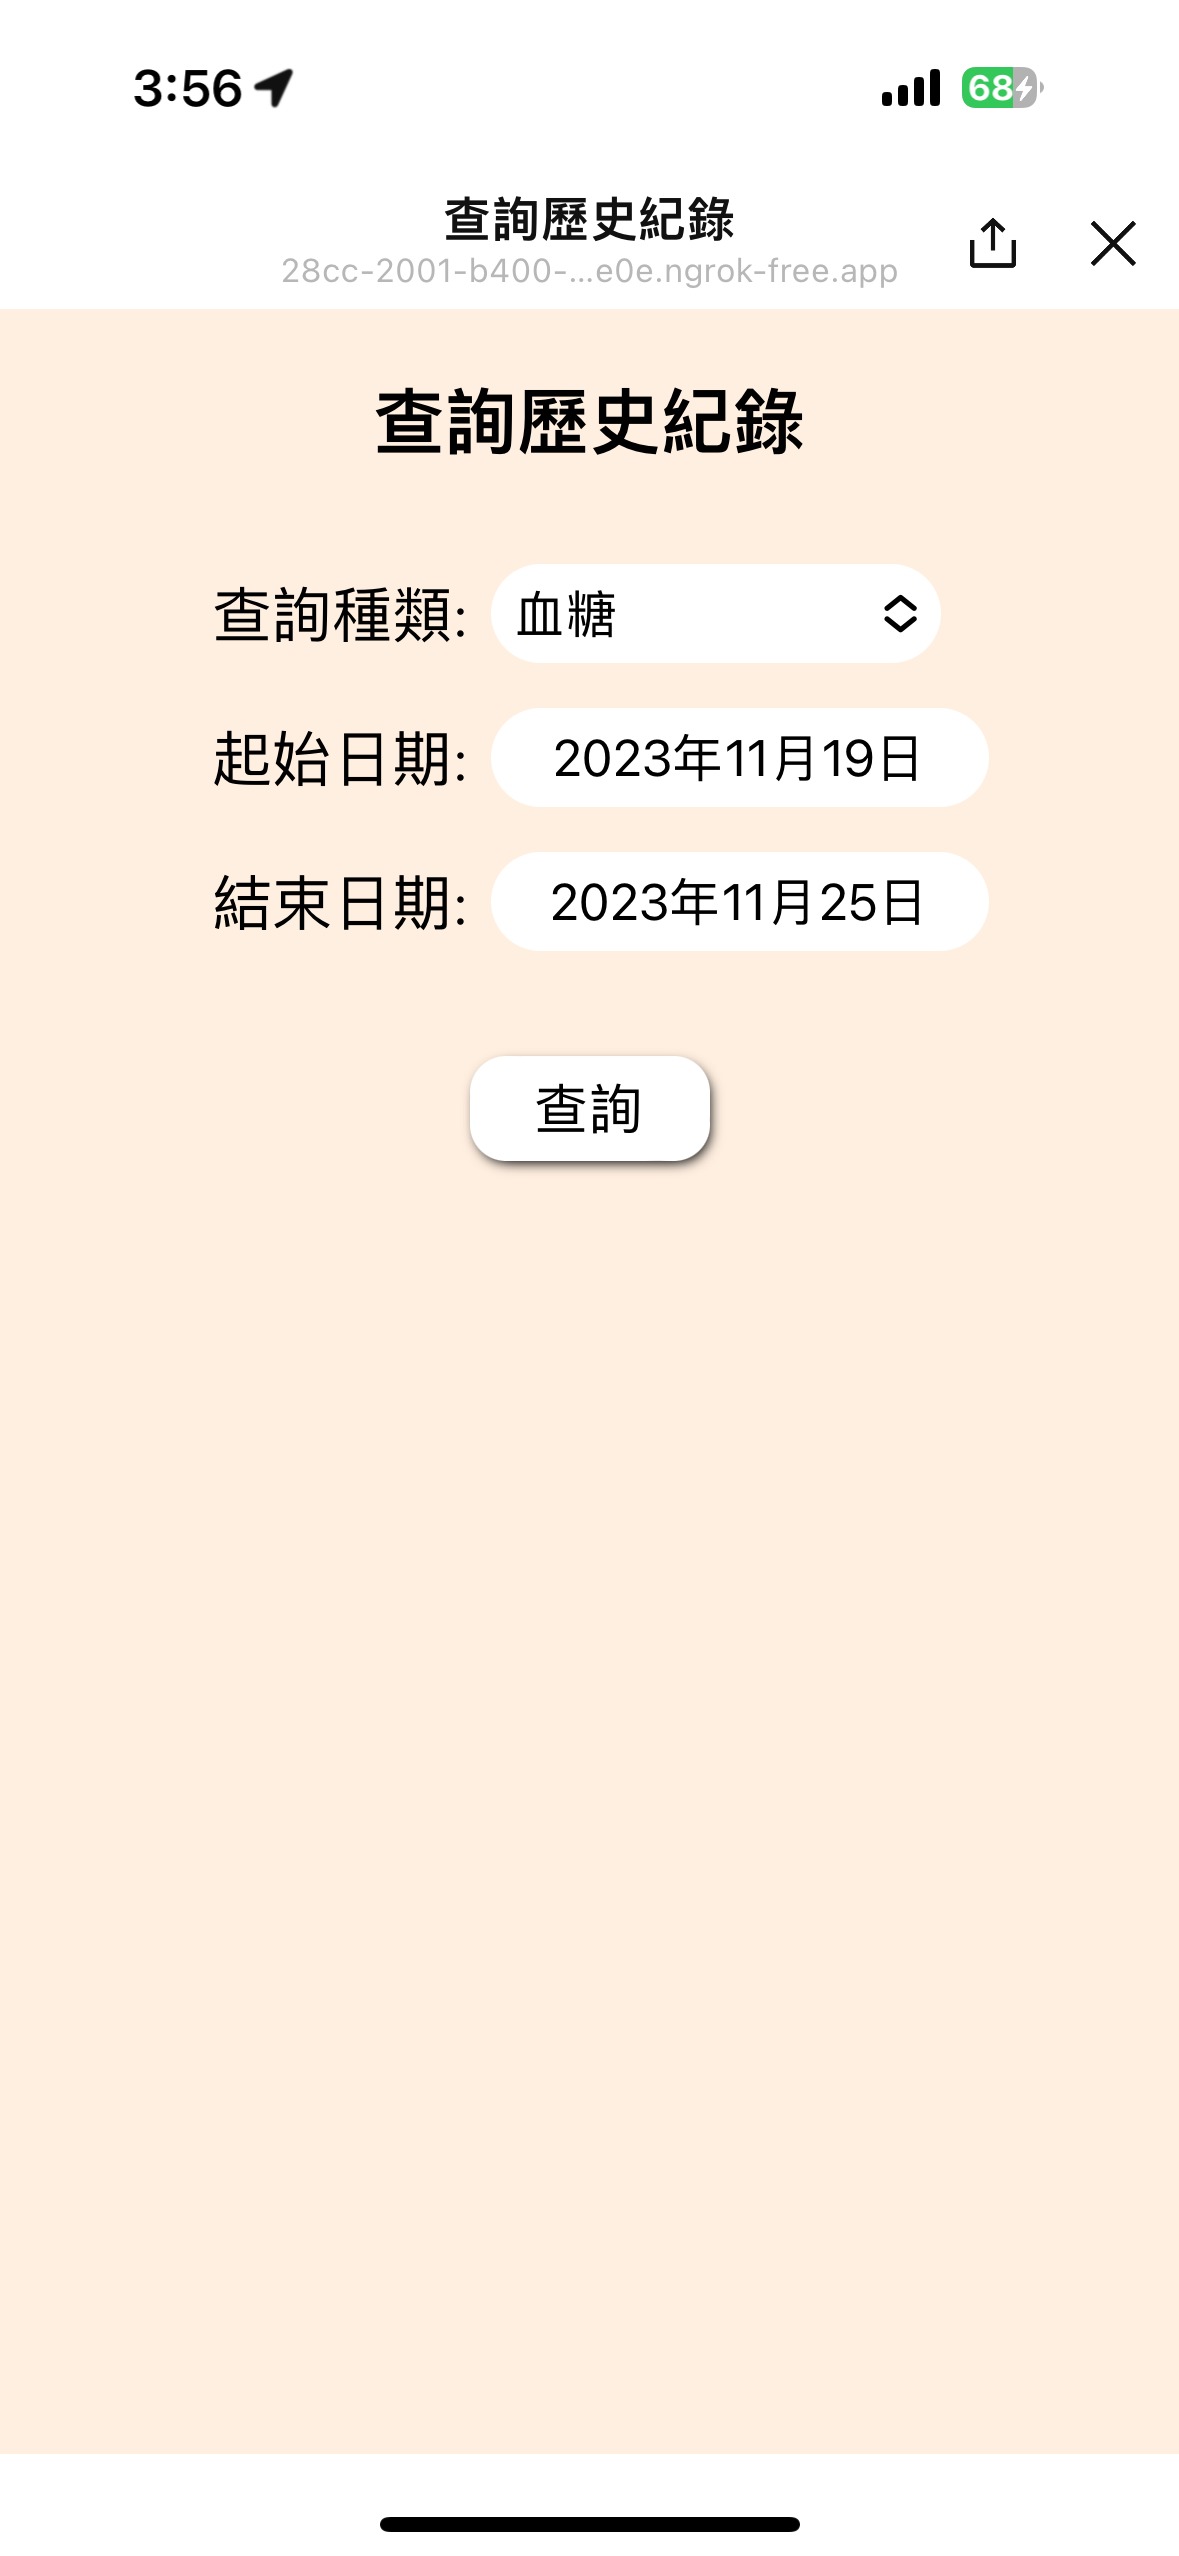 3:56
68
查詢歷史紀錄
28cc-2001-b400-...e0e.ngrok-free.app
查詢歷史紀錄
查詢種類: 血糖
起始日期: 2023年11月19日
結束日期: 2023年11月25日
查詢